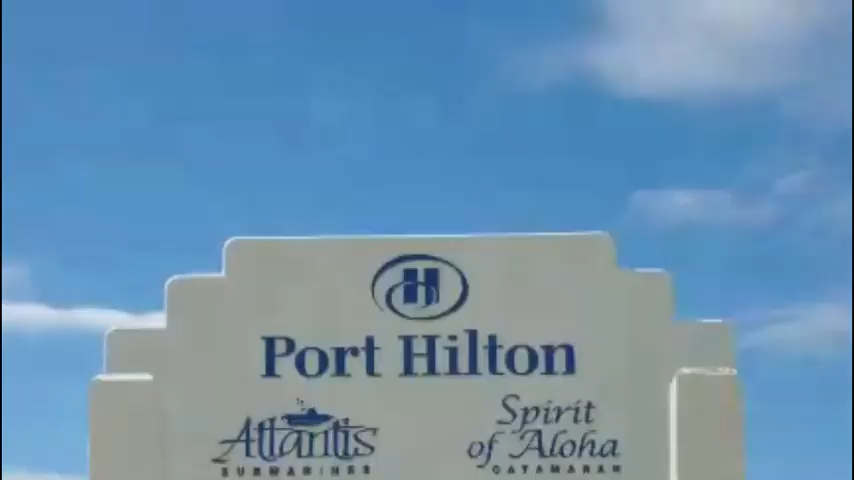 H
Port Hilton
Atlantis
SUBMARINES
Spirit
of Aloha
CATAMARAN